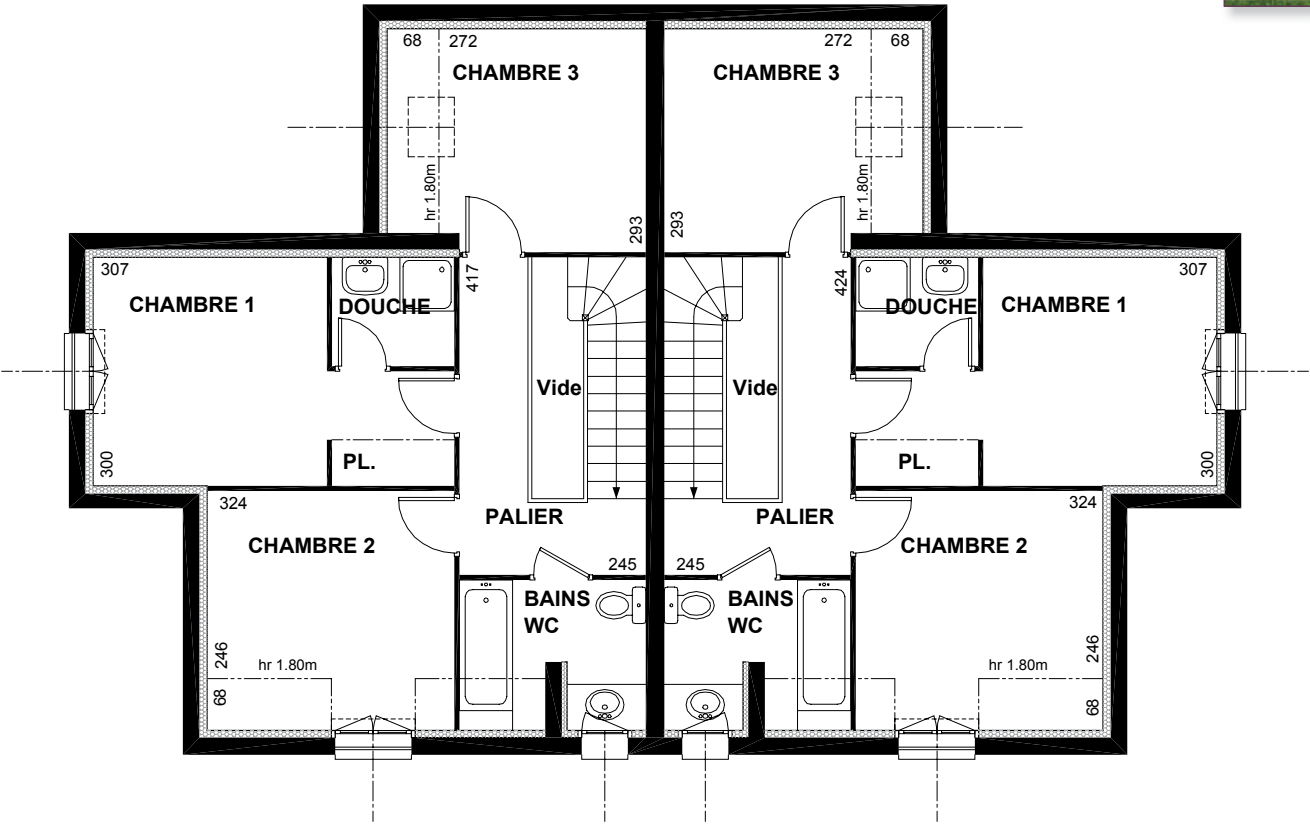 68 272
272 68
CHAMBRE 3
CHAMBRE 3
hr 1.80m
hr 1.80m
293
293
307
417
424
307
CHAMBRE 1
DOUCHE
DOUCHE
CHAMBRE 1
Vide
Vide
300
PL.
PL.
300
324
324
PALIER
PALIER
CHAMBRE 2
CHAMBRE 2
245
245
BAINS
WC
BAINS
WC
246
hr 1.80m
hr 1.80m
246
68
68